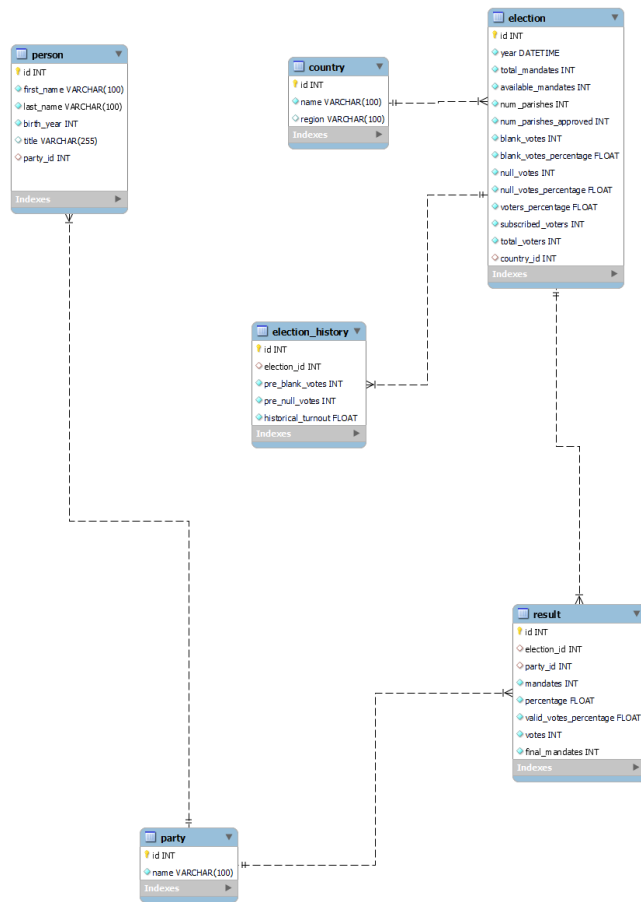 person
id INT
first_name VARCHAR(100)
last_name VARCHAR(100)
birth_year INT
title VARCHAR(255)
party_id INT
Indexes
country
id INT
name VARCHAR(100)
region VARCHAR(100)
Indexes
election
id INT
year DATETIME
total_mandates INT
available_mandates INT
num_parishes INT
num_parishes_approved INT
blank_votes INT
blank_votes_percentage FLOAT
null_votes INT
null_votes_percentage FLOAT
voters_percentage FLOAT
subscribed_voters INT
total_voters INT
country_id INT
Indexes
election_history
id INT
election_id INT
pre_blank_votes INT
pre_null_votes INT
historical_turnout FLOAT
Indexes
result
id INT
election_id INT
party_id INT
mandates INT
percentage FLOAT
valid_votes_percentage FLOAT
votes INT
final_mandates INT
Indexes
party
id INT
name VARCHAR(100)
Indexes